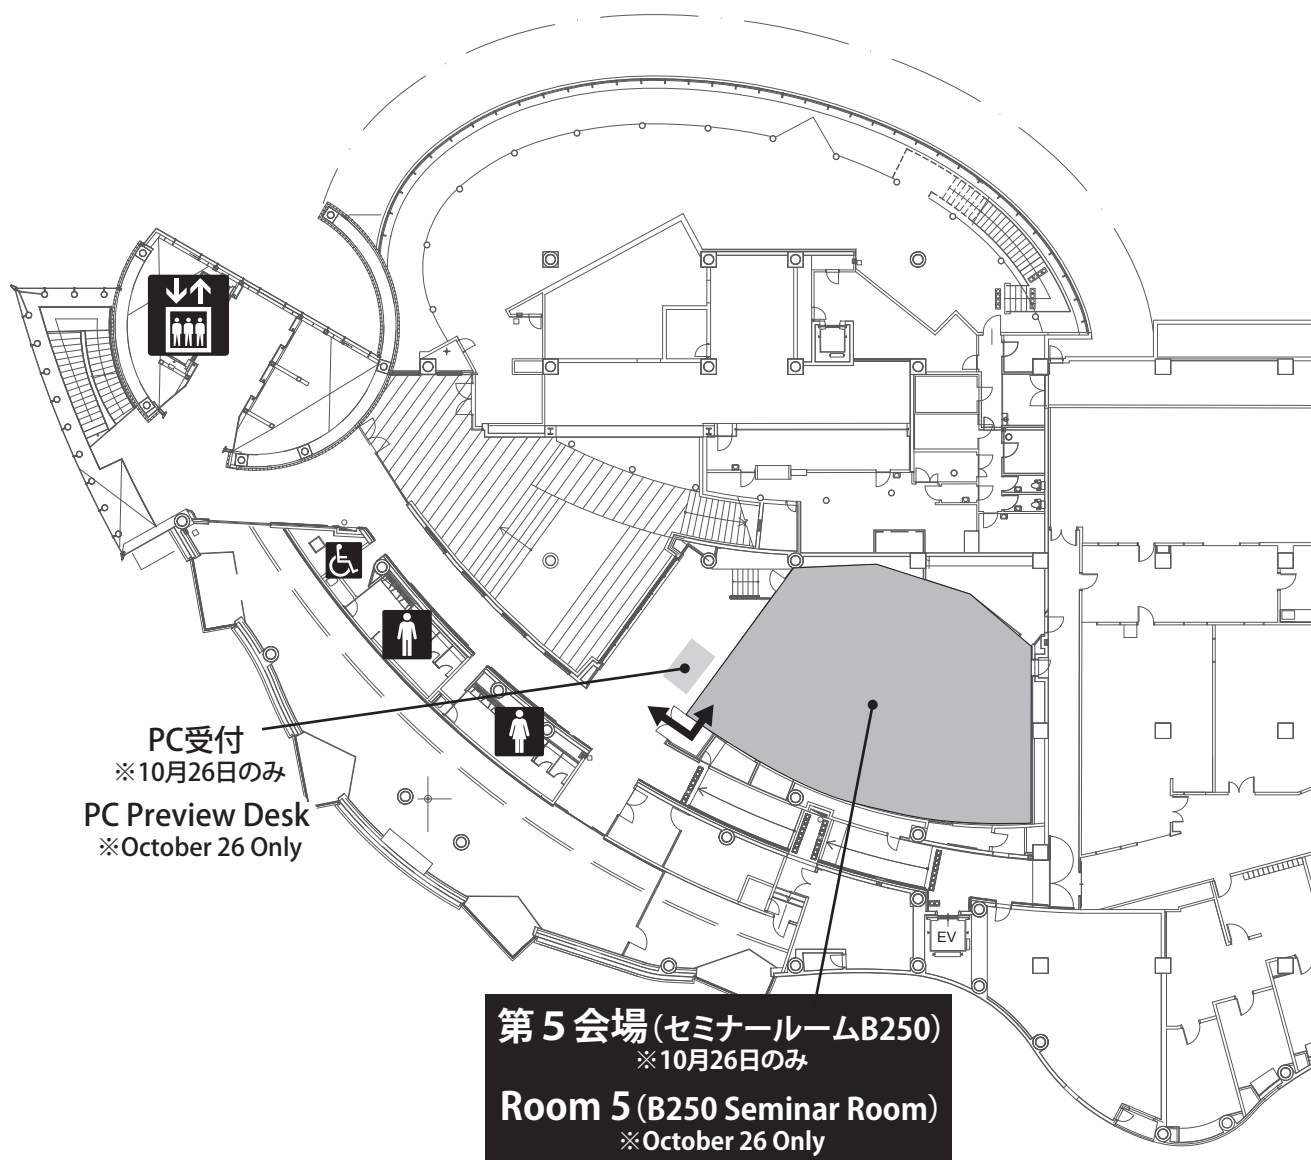 PC受付
※10月26日のみ
PC Preview Desk
※October 26 Only
EV
第5会場(セミナールームB250)
※10月26日のみ
Room 5(B250 Seminar Room)
※October 26 Only